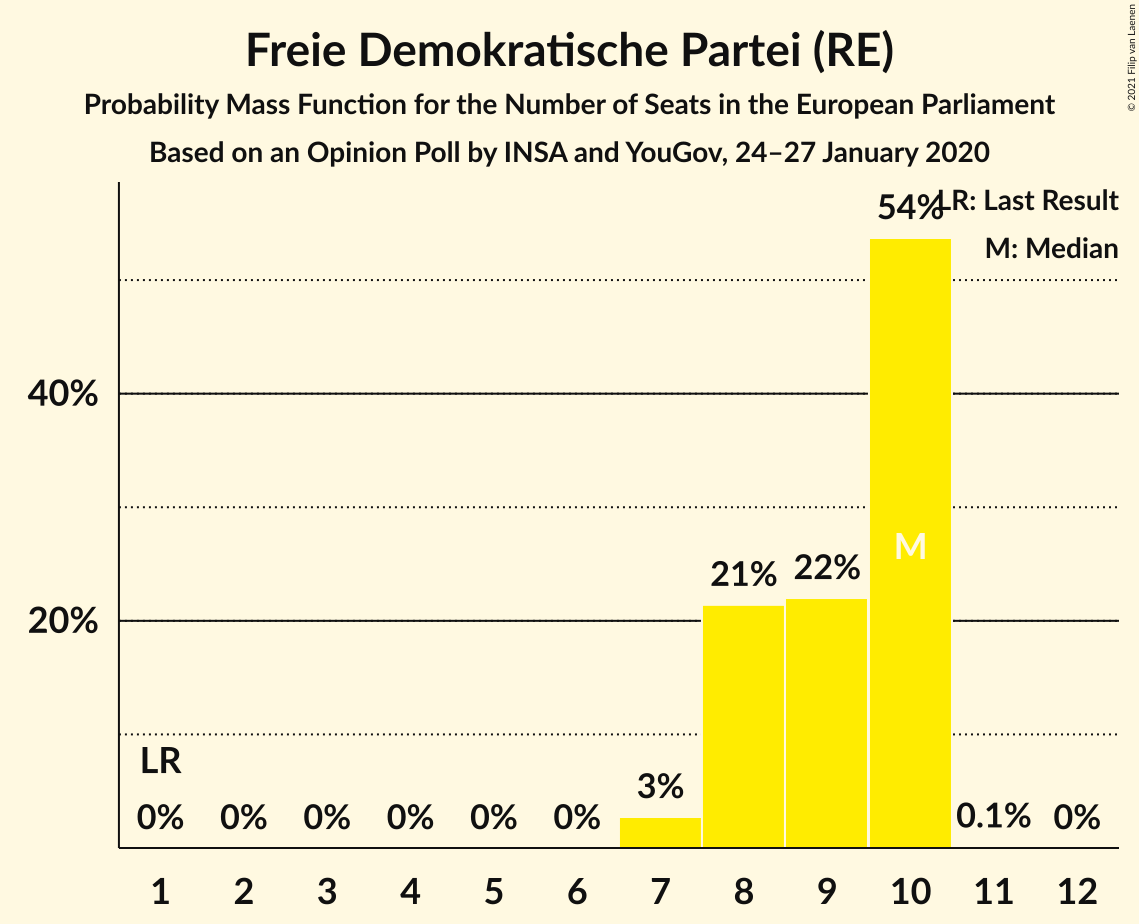 Freie Demokratische Partei (RE)
Probability Mass Function for the Number of Seats in the European Parliament
Based on an Opinion Poll by INSA and YouGov, 24–27 January 2020
© 2021 Filip van Laenen
LR: Last Result
M: Median
54%
40%
M
21%
22%
20%
LR
3%
0%
0%
0%
0%
0%
0%
0.1%
0%
1 2 3 4 5 6 7 8 9 10 11 12